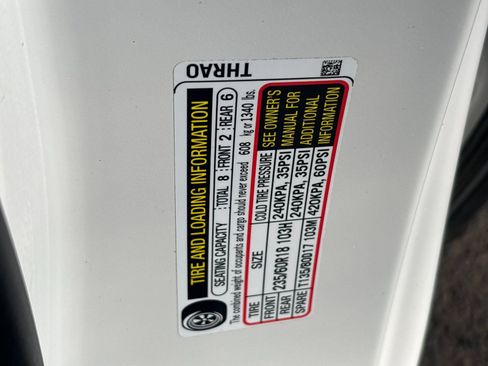 THRA0
TIRE AND LOADING INFORMATION
SEATING CAPACITY : TOTAL 8 : FRONT 2 : REAR 6
The combined weight of occupants and cargo should never exceed 608 kg or 1340 lbs.
TIRE SIZE COLD TIRE PRESSURE SEE OWNER'S MANUAL FOR ADDITIONAL INFORMATION
FRONT 235/60R18 103H 240KPA, 35PSI
REAR 235/60R18 103H 240KPA, 35PSI
SPARE T135/80D17 103M 420KPA, 60PSI